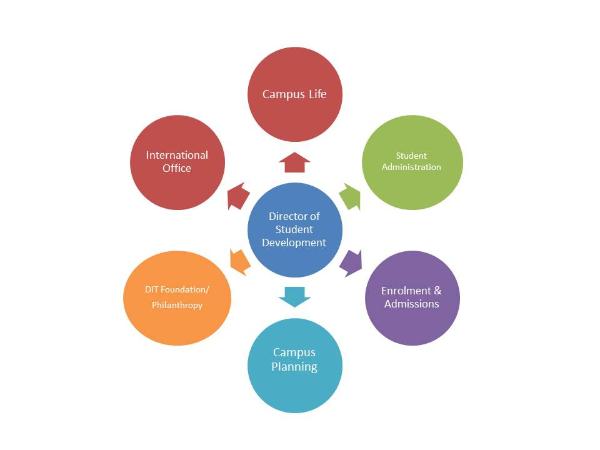 Campus Life
International
Office
Student
Administration
Director of
Student
Development
DIT Foundation/
Philanthropy
Enrolment &
Admissions
Campus
Planning